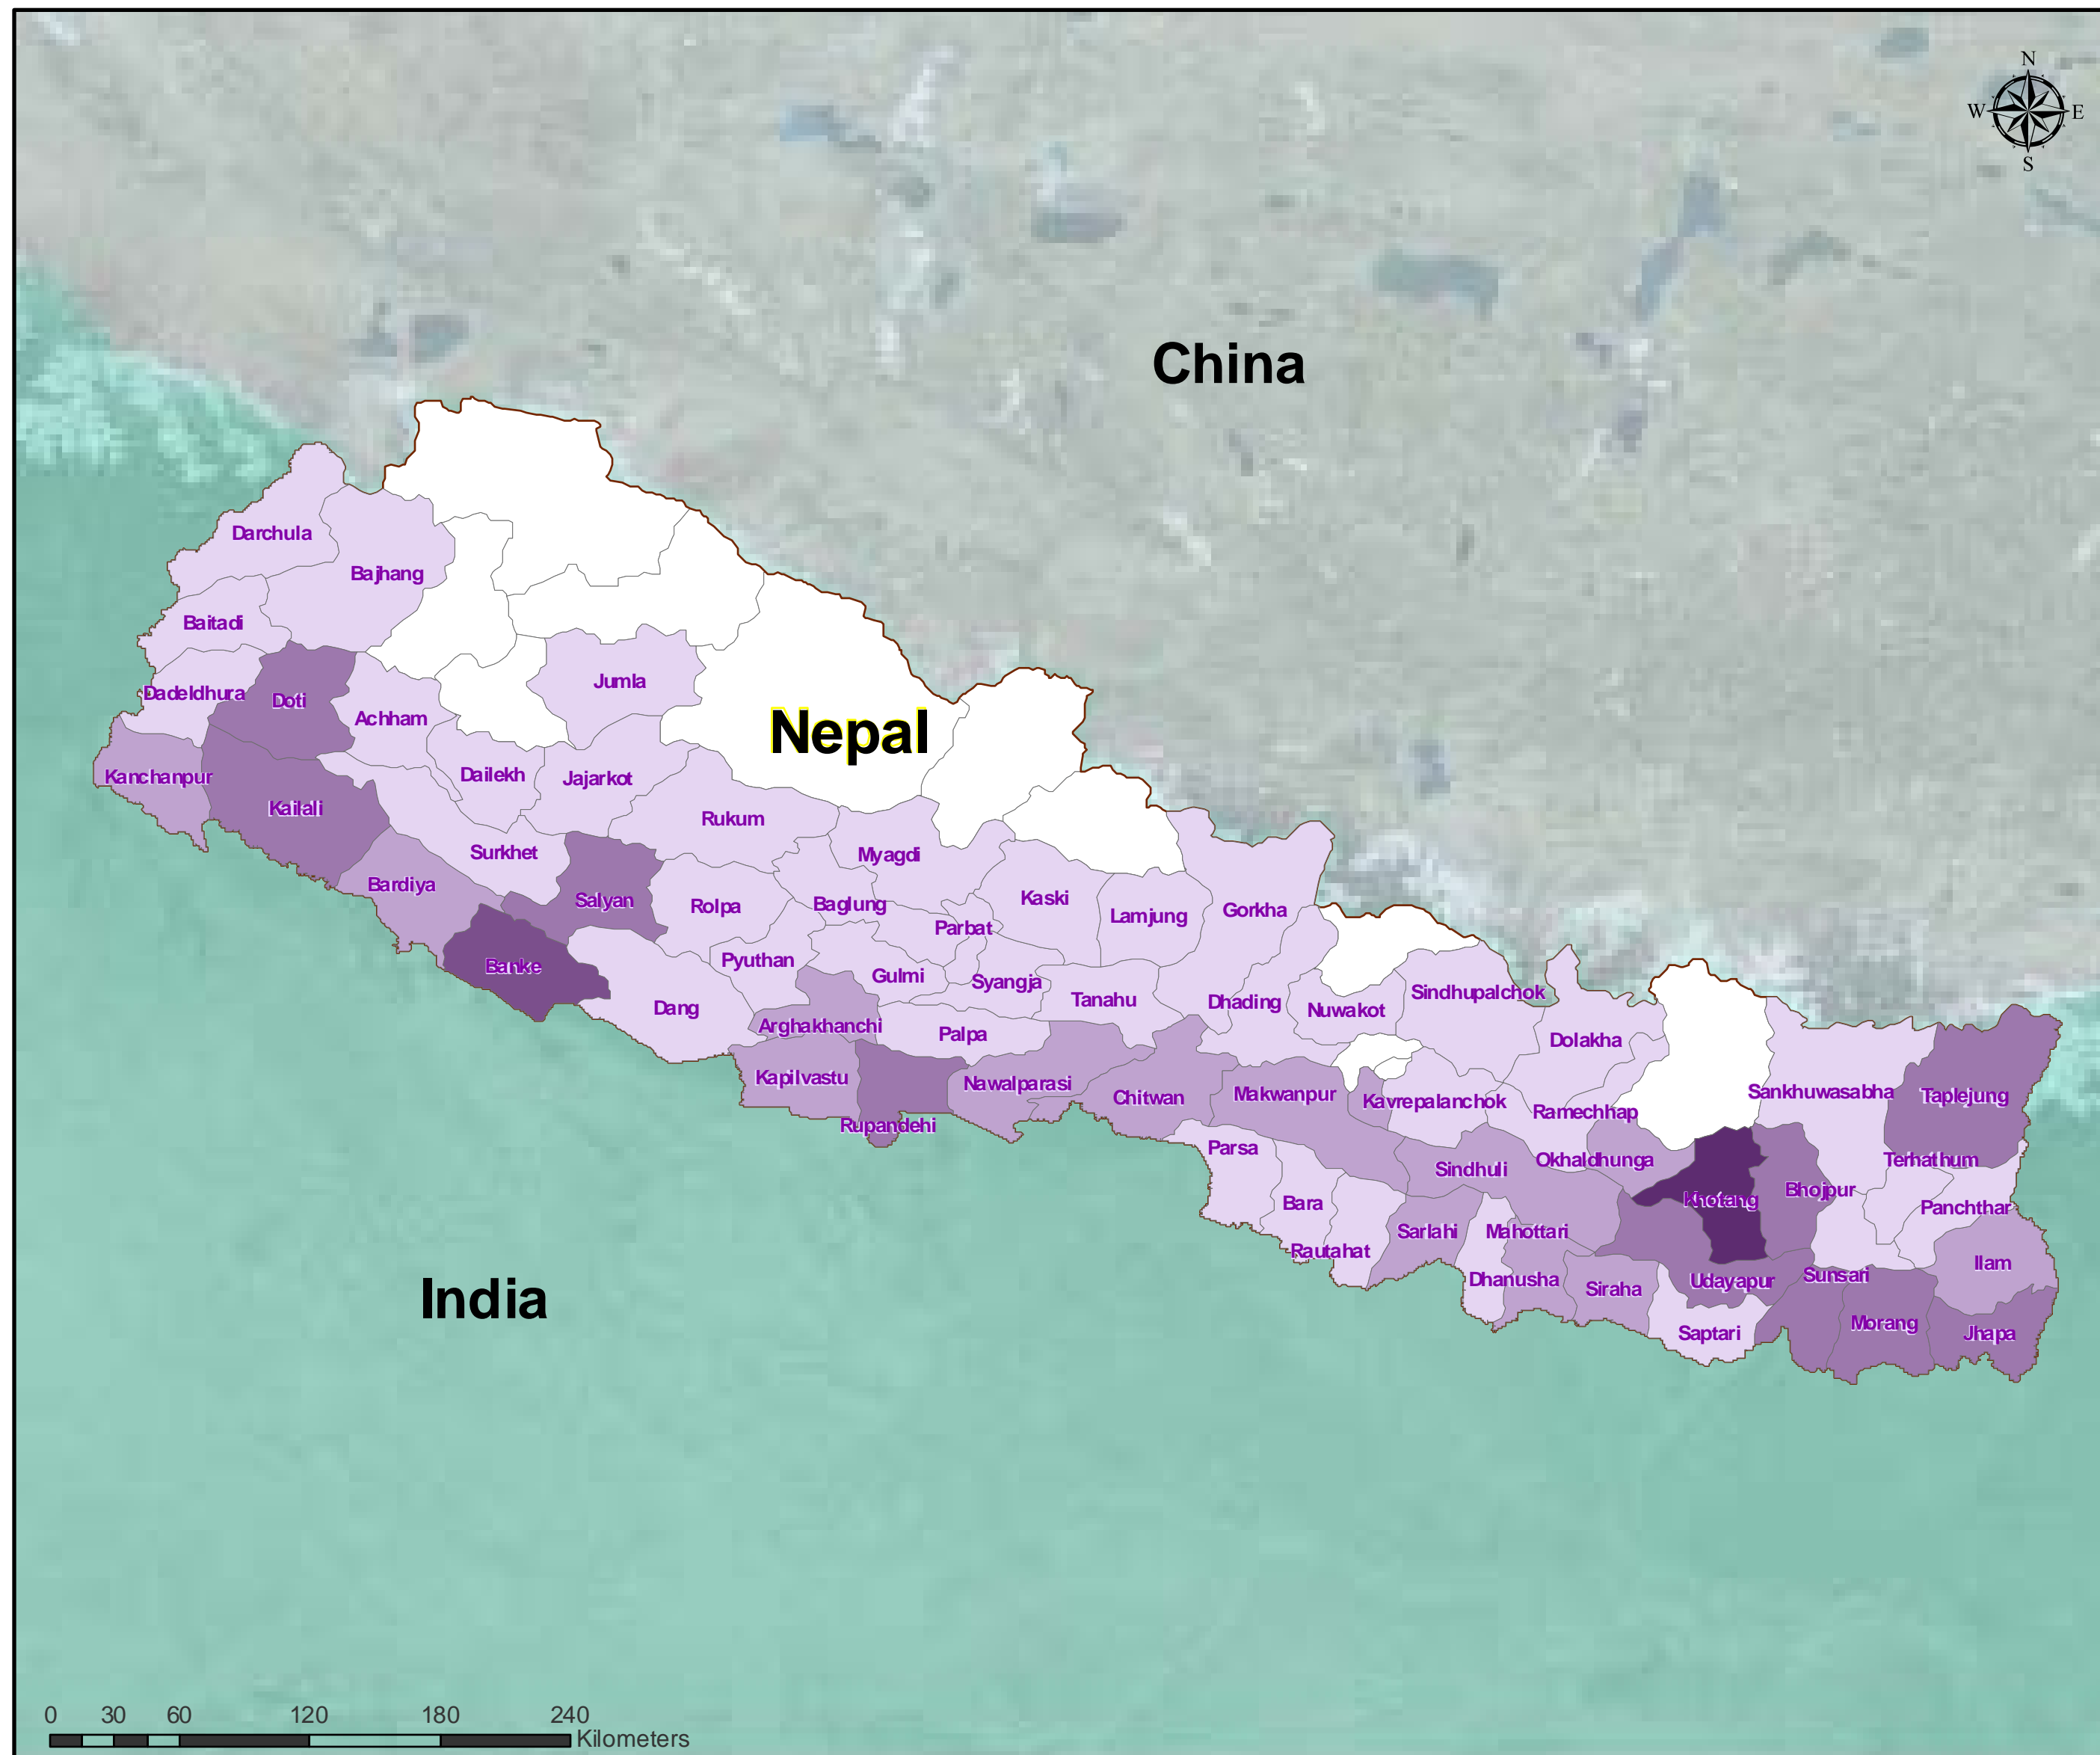 N
W E
S
China
Darchula
Bajhang
Baitadi
Jumla
Dadeldhura
Doti
Achham
Nepal
Kanchanpur
Dailekh
Jajarkot
Kailali
Rukum
Surkhet
Myagdi
Bardiya
Salyan
Rolpa
Baglung
Kaski
Lamjung
Gorkha
Parbat
Banke
Pyuthan
Gulmi
Syangja
Tanahu
Dhading
Nuwakot
Sindhupalchok
Dang
Arghakhanchi
Palpa
Dolakha
Kapilvastu
Nawalparasi
Chitwan
Makwanpur
Kavrepalanchok
Ramechhap
Sankhuwasabha
Taplejung
Rupandehi
Parsa
Sindhuli
Okhaldhunga
Terhathum
Bara
Khotang
Bhojpur
Panchthar
Rautahat
Sarlahi
Mahottari
Ilam
India
Dhanusha
Siraha
Udayapur
Sunsari
Saptari
Morang
Jhapa
0 30 60 120 180 240
Kilometers